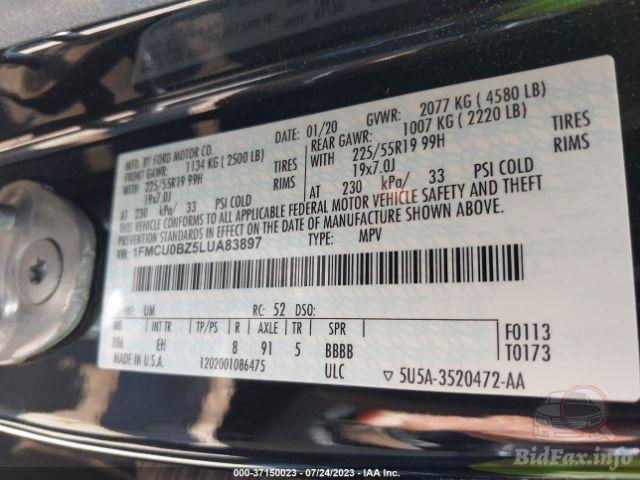 MFD. BY FORD MOTOR CO.
DATE: 01/20 GVWR: 2077 KG ( 4580 LB)
FRONT GAWR: 1134 KG ( 2500 LB) REAR GAWR: 1007 KG ( 2220 LB)
WITH 225/55R19 99H TIRES WITH 225/55R19 99H TIRES
19x7.0J RIMS 19x7.0J RIMS
AT 230 kPa/ 33 PSI COLD AT 230 kPa/ 33 PSI COLD
THIS VEHICLE CONFORMS TO ALL APPLICABLE FEDERAL MOTOR VEHICLE SAFETY AND THEFT
PREVENTION STANDARDS IN EFFECT ON THE DATE OF MANUFACTURE SHOWN ABOVE.
VIN: 1FMCU0BZ5LUA83897 TYPE: MPV
EXT PNT: UM RC: 52 DSO:
WB INT TR TP/PS R AXLE TR SPR F0113
106 EH 8 91 5 BBBB T0173
MADE IN U.S.A. 1202001086475 ULC ▽ 5U5A-3520472-AA
BidFax.info
000-37150023 - 07/24/2023 - IAA Inc.